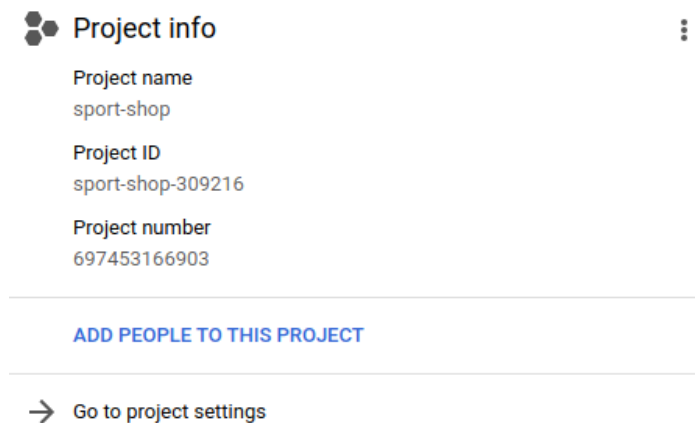 Project info
Project name
sport-shop
Project ID
sport-shop-309216
Project number
697453166903
ADD PEOPLE TO THIS PROJECT
Go to project settings